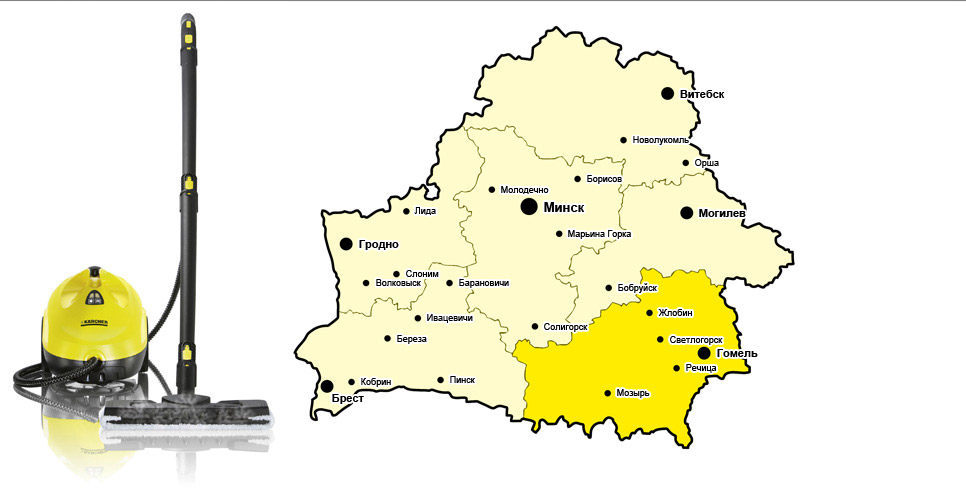 Витебск
Новолукомль
Орша
Борисов
Молодечно
Минск
Лида
Могилев
Марьина Горка
Гродно
Слоним
Волковыск
Барановичи
Бобруйск
Жлобин
Ивацевичи
KARCHER
Солигорск
Береза
Светлогорск
Гомель
Речица
Кобрин
Пинск
Мозырь
Брест